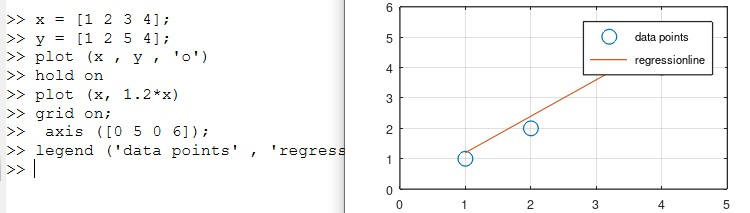 >> x = [1 2 3 4];
>> y = [1 2 5 4];
>> plot (x , y , 'o')
>> hold on
>> plot (x, 1.2*x)
>> grid on;
>>  axis ([0 5 0 6]);
>> legend ('data points' , 'regress
>>
6
5
4
3
2
1
0
0 1 2 3 4 5
data points
regressionline